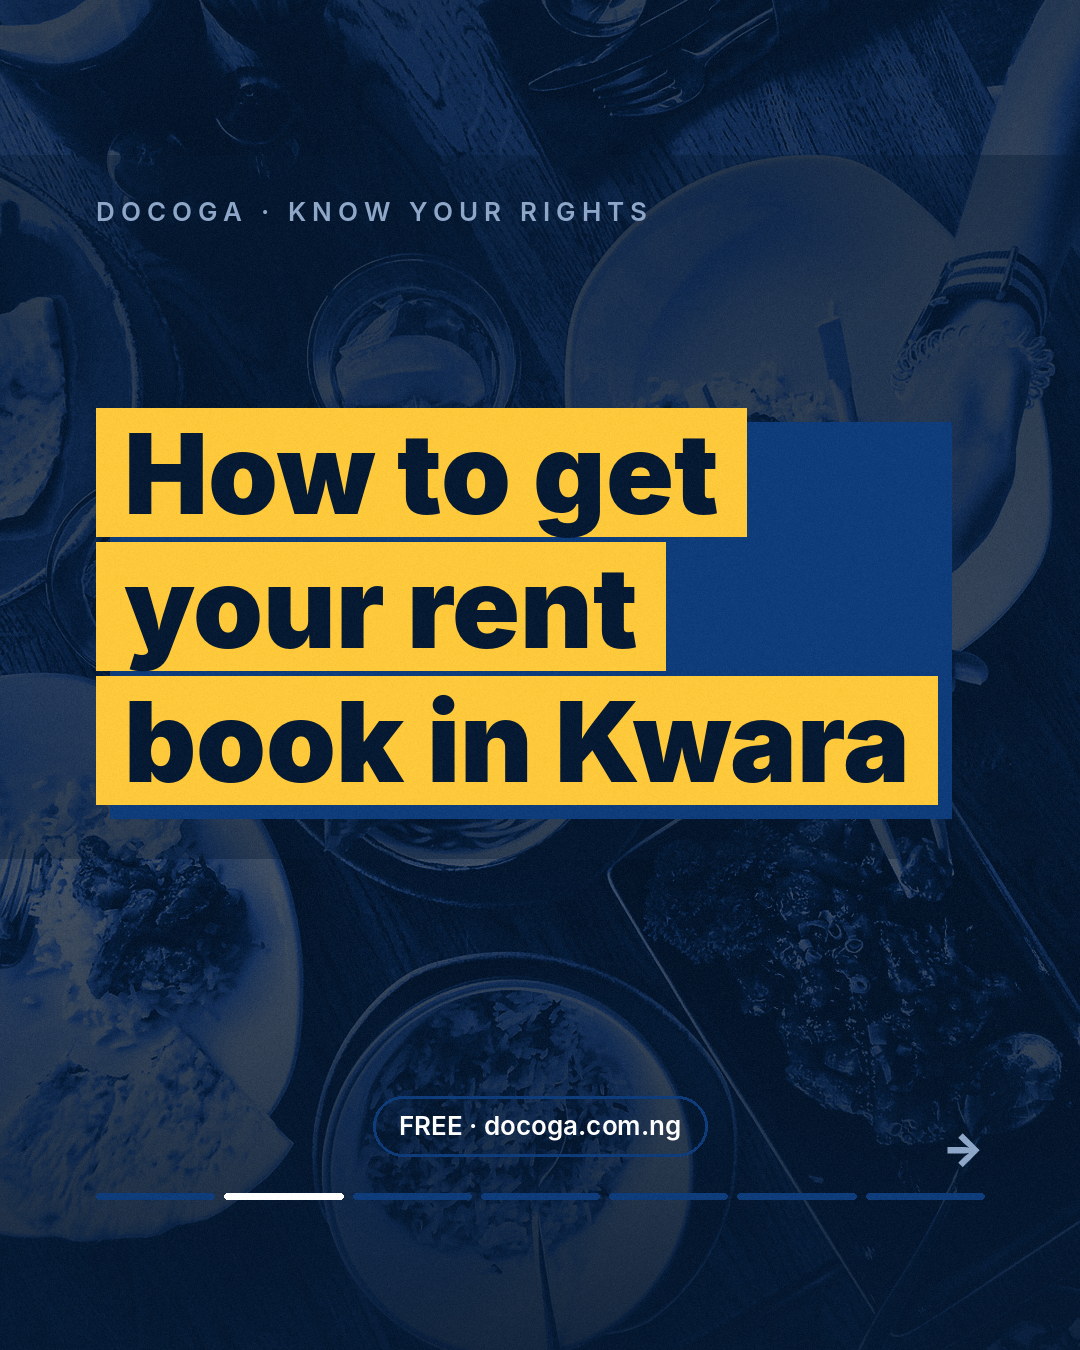 DOCOGA · KNOW YOUR RIGHTS
How to get
your rent
book in Kwara
FREE · docoga.com.ng